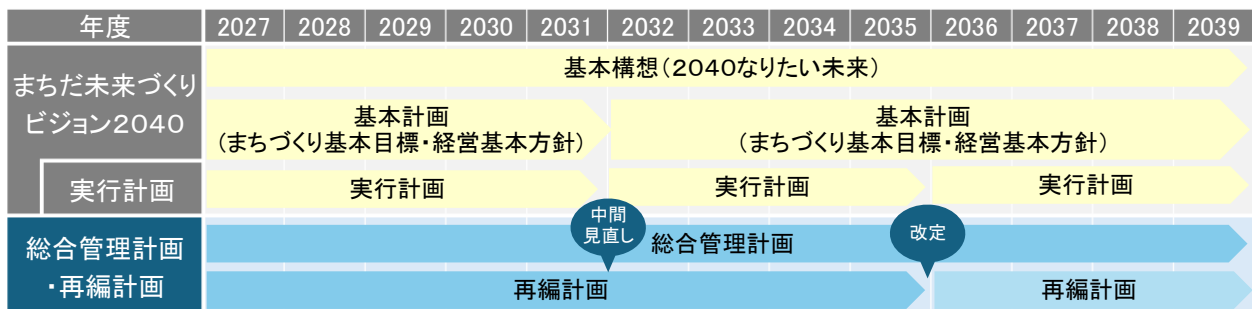 年度 2027 2028 2029 2030 2031 2032 2033 2034 2035 2036 2037 2038 2039
まちだ未来づくり
ビジョン2040
基本構想(2040なりたい未来)
基本計画
(まちづくり基本目標・経営基本方針)
基本計画
(まちづくり基本目標・経営基本方針)
実行計画
実行計画
実行計画
実行計画
総合管理計画
・再編計画
中間
見直し
総合管理計画
改定
再編計画
再編計画